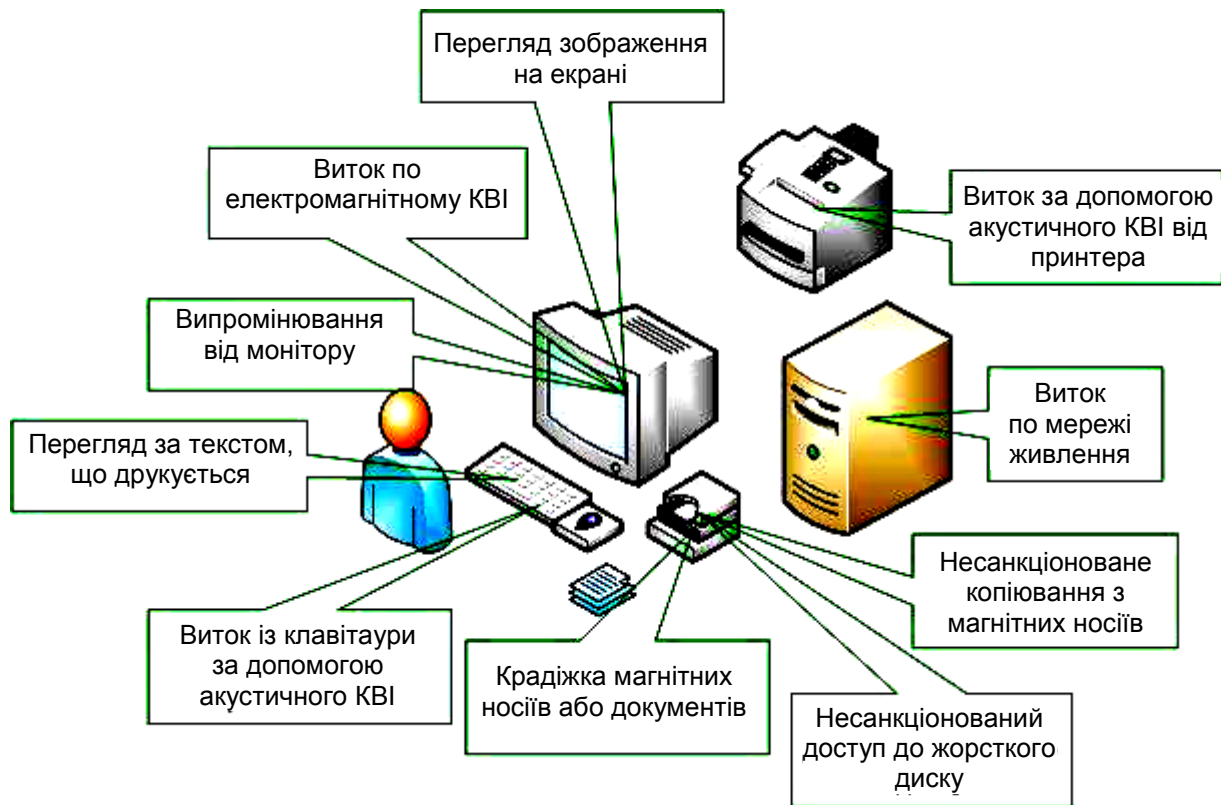 Перегляд зображення
на екрані
Виток по
електромагнітному КВІ
Виток за допомогою
акустичного КВІ від
принтера
Випромінювання
від монітору
Виток
по мережі
живлення
Перегляд за текстом,
що друкується
Несанкціоноване
копіювання з
магнітних носіїв
Виток із клавітаури
за допомогою
акустичного КВІ
Крадіжка магнітних
носіїв або документів
Несанкціонований
доступ до жорсткого
диску